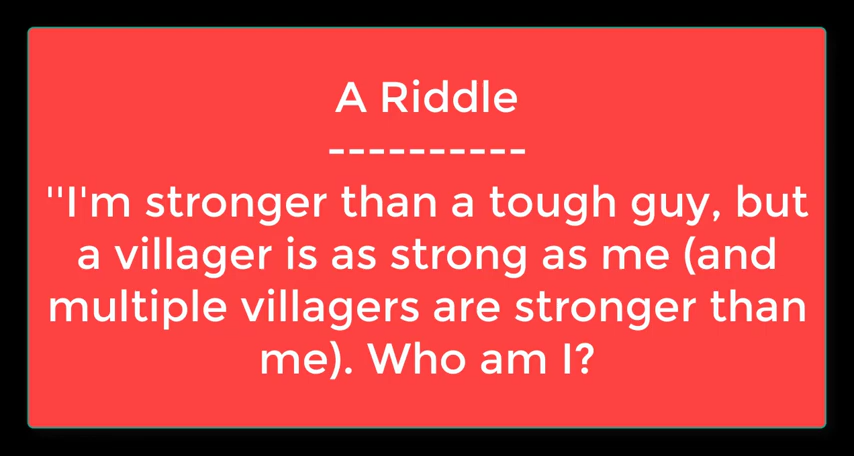 A Riddle
----------
"I'm stronger than a tough guy, but
a villager is as strong as me (and
multiple villagers are stronger than
me). Who am I?